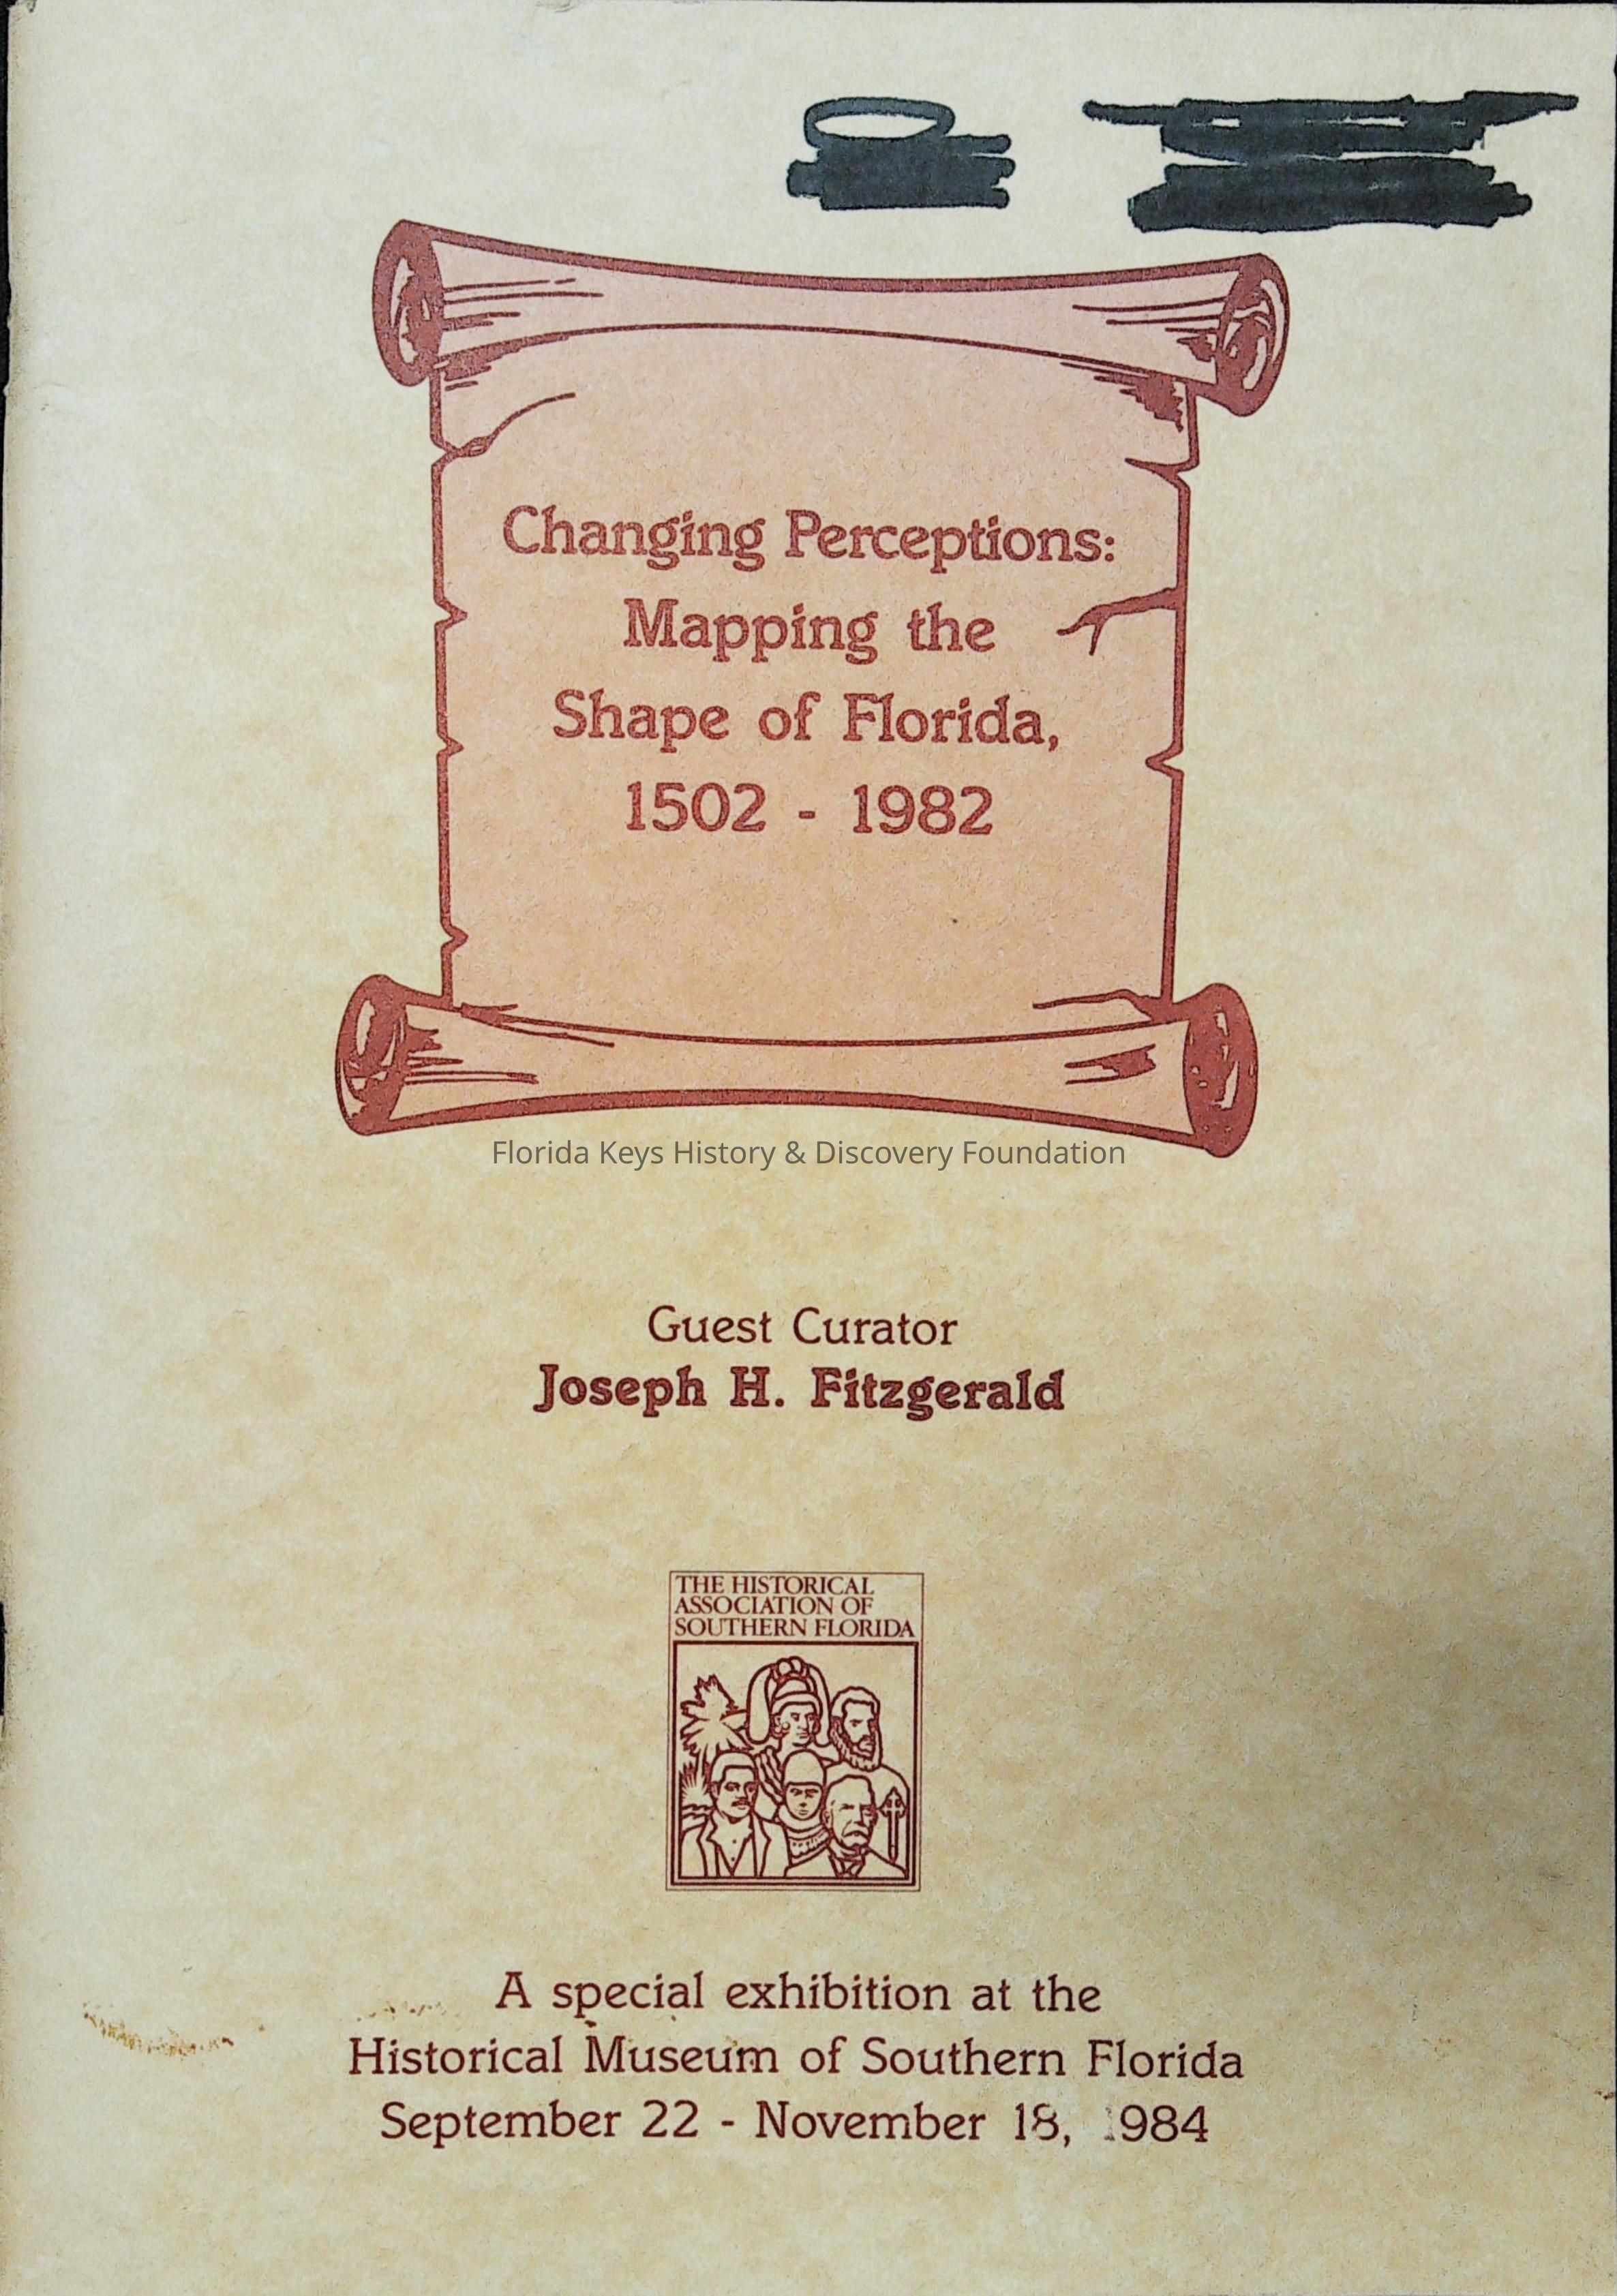 Changing Perceptions:
Mapping the
Shape of Florida,
1502 - 1982
Florida Keys History & Discovery Foundation
Guest Curator
Joseph H. Fitzgerald
THE HISTORICAL
ASSOCIATION OF
SOUTHERN FLORIDA
A special exhibition at the
Historical Museum of Southern Florida
September 22 - November 18, 1984